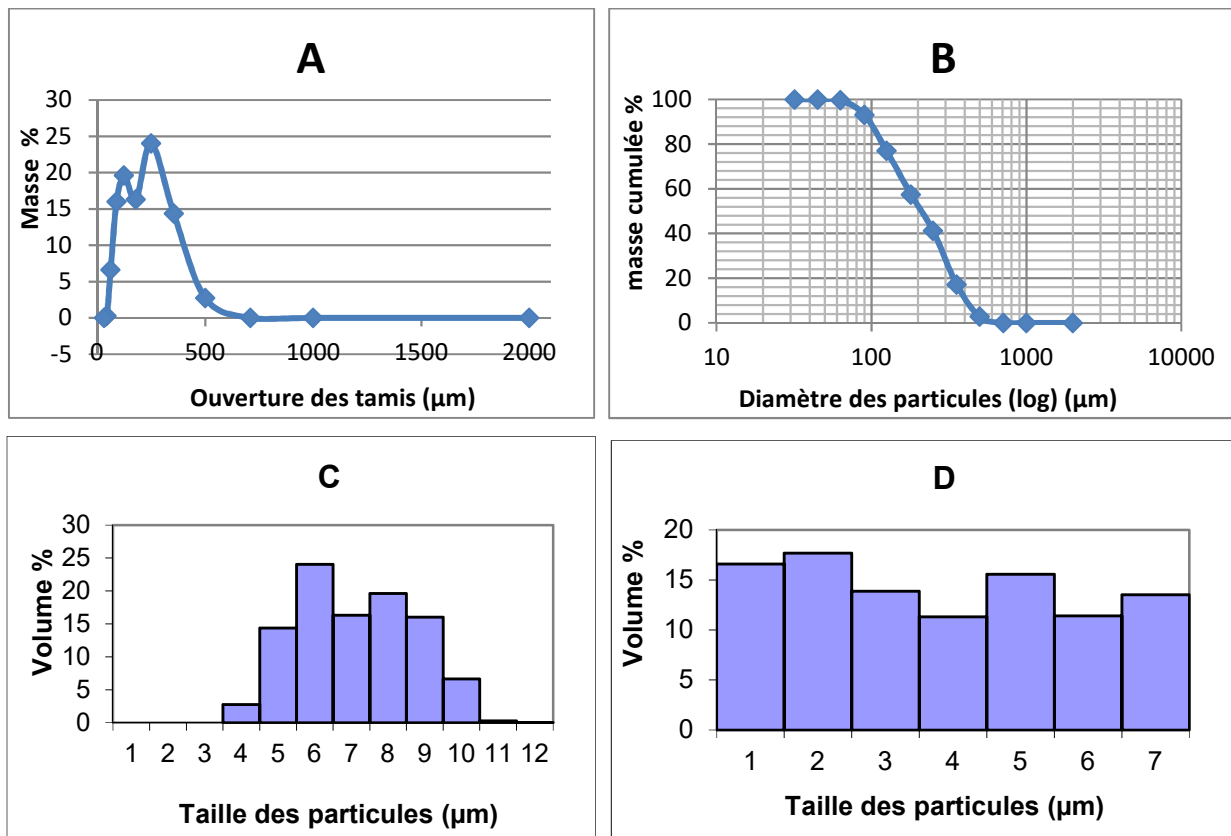 A
30
25
20
15
10
5
0
-5
Masse %
0 500 1000 1500 2000
Ouverture des tamis (µm)
B
100
80
60
40
20
0
masse cumulée %
10 100 1000 10000
Diamètre des particules (log) (µm)
C
30
25
20
15
10
5
0
Volume %
1 2 3 4 5 6 7 8 9 10 11 12
Taille des particules (µm)
D
20
15
10
5
0
Volume %
1 2 3 4 5 6 7
Taille des particules (µm)